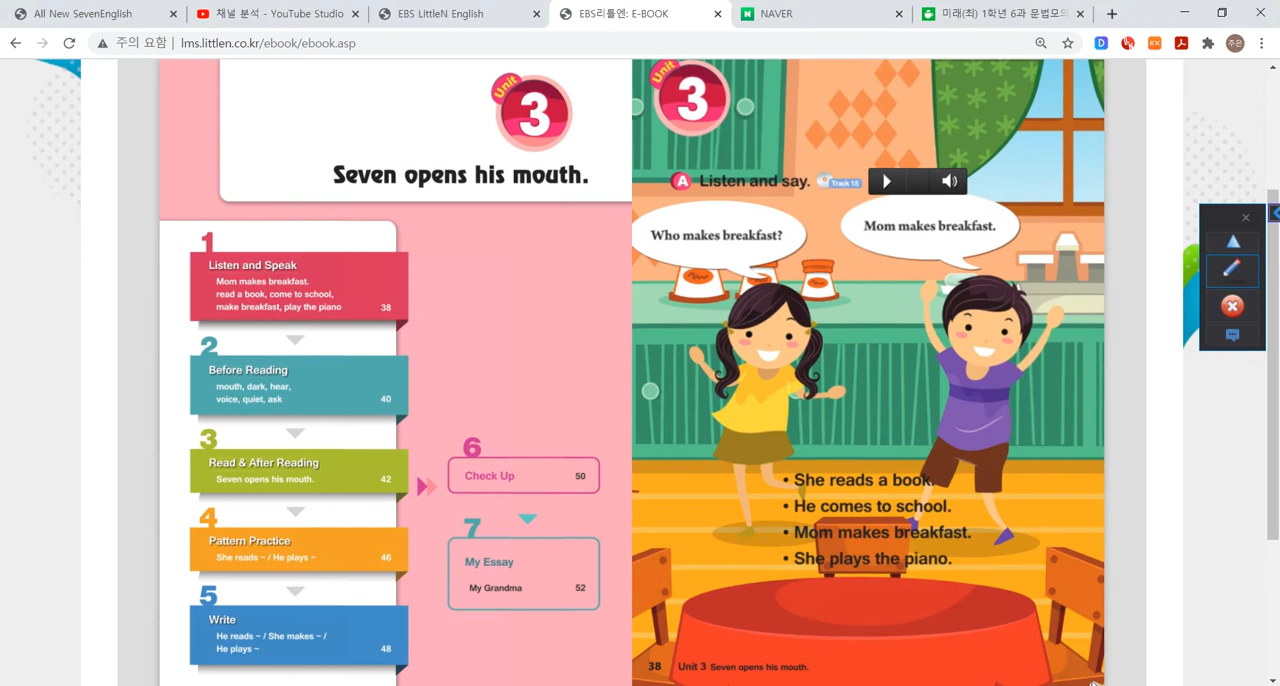 All New SevenEnglish
채널 분석 - YouTube Studio
EBS LittleN English
EBS리틀엔: E-BOOK
NAVER
미래(최) 1학년 6과 문법모의
주의 요함
lms.littlen.co.kr/ebook/ebook.asp
주은
Unit
3
Seven opens his mouth.
1
Listen and Speak
Mom makes breakfast.
read a book, come to school,
make breakfast, play the piano 38
2
Before Reading
mouth, dark, hear,
voice, quiet, ask 40
3
Read & After Reading
Seven opens his mouth. 42
4
Pattern Practice
She reads ~ / He plays ~ 46
5
Write
He reads ~ / She makes ~ /
He plays ~ 48
6
Check Up 50
7
My Essay
My Grandma 52
Unit
3
A Listen and say. Track 15
Who makes breakfast?
Mom makes breakfast.
• She reads a book.
• He comes to school.
• Mom makes breakfast.
• She plays the piano.
38 Unit 3 Seven opens his mouth.